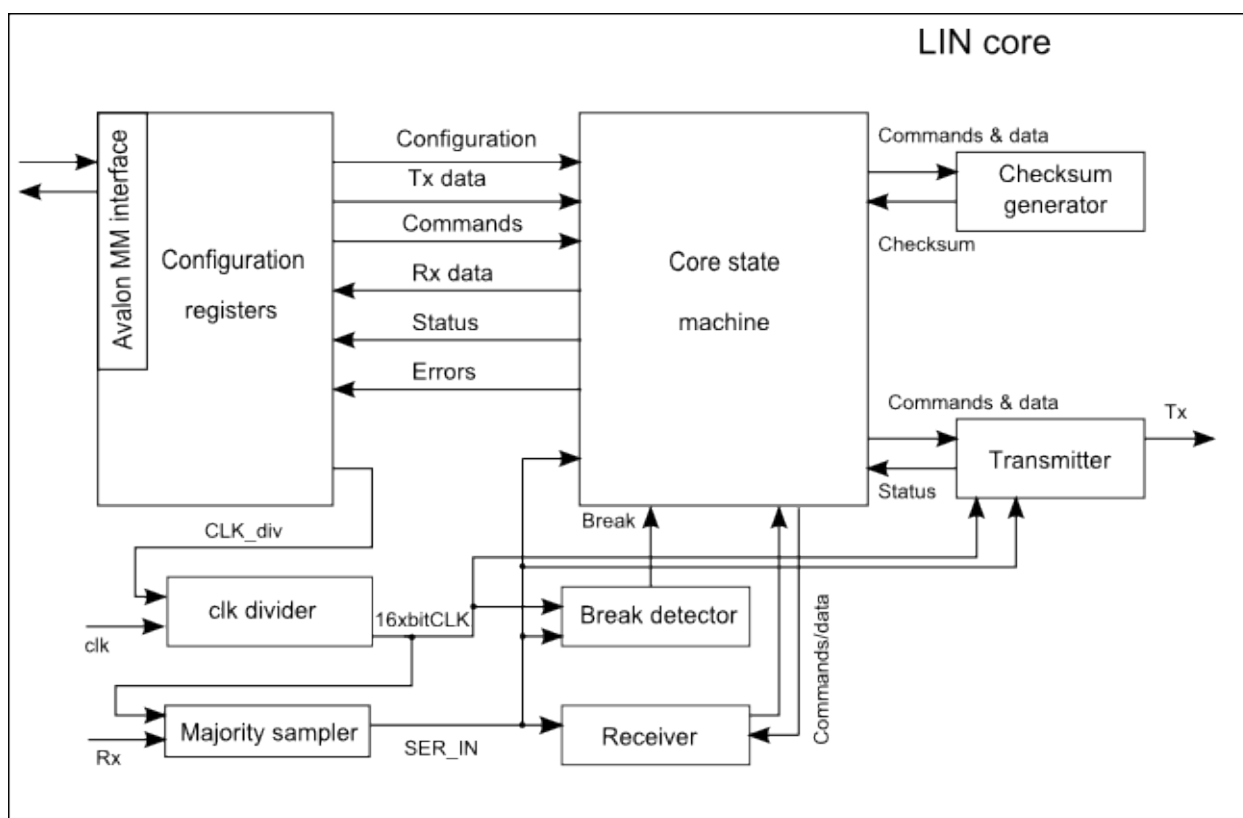 LIN core
Avalon MM interface
Configuration
registers
Configuration
Tx data
Commands
Rx data
Status
Errors
Core state
machine
Commands & data
Checksum
generator
Checksum
Commands & data
Tx
Transmitter
Status
CLK_div
Break
clk divider
clk
16xbitCLK
Break detector
Commands/data
Majority sampler
Rx
SER_IN
Receiver